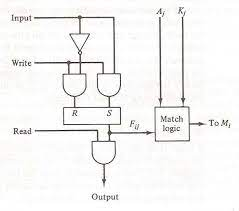 Input
A_j K_j
Write
R S
Read
F_ij
Match
logic
To M_i
Output